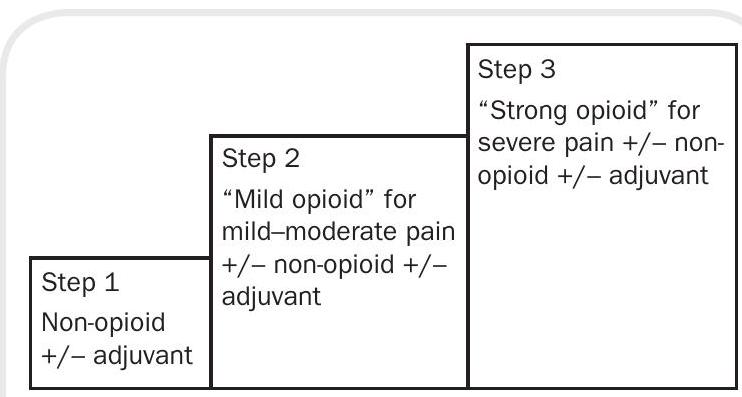 Step 1
Non-opioid
+/– adjuvant
Step 2
“Mild opioid” for
mild–moderate pain
+/– non-opioid +/–
adjuvant
Step 3
“Strong opioid” for
severe pain +/– non-
opioid +/– adjuvant